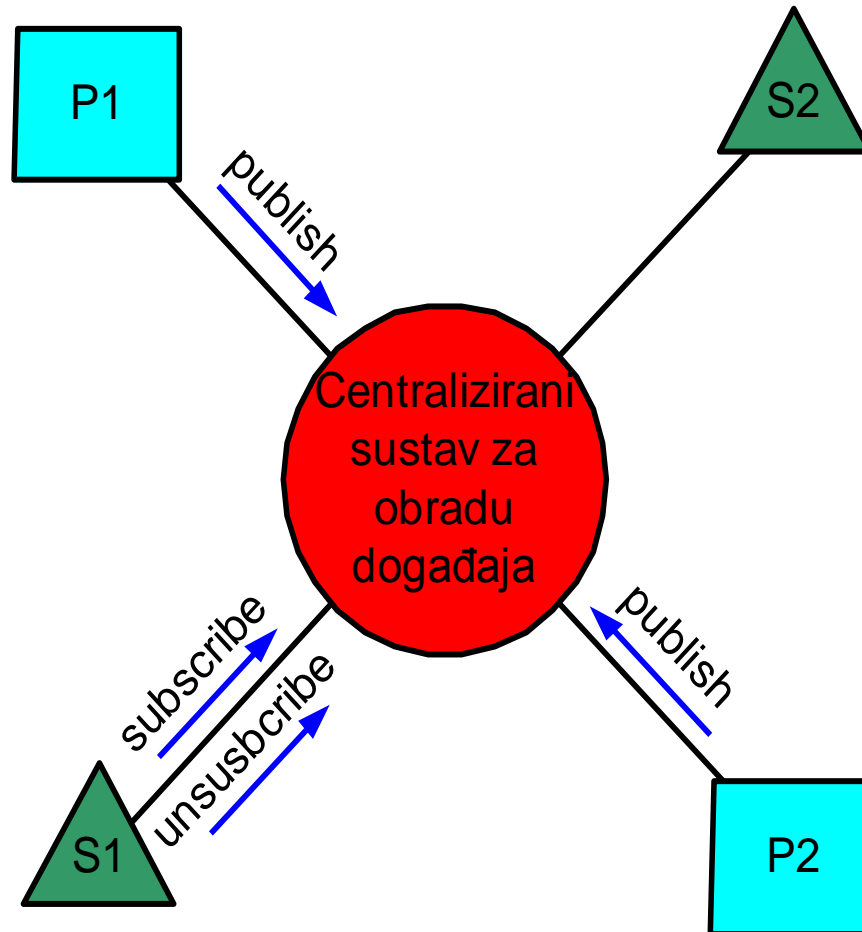 P1
S2
publish
Centralizirani
sustav za
obradu
događaja
subscribe
unsusbcribe
publish
S1
P2